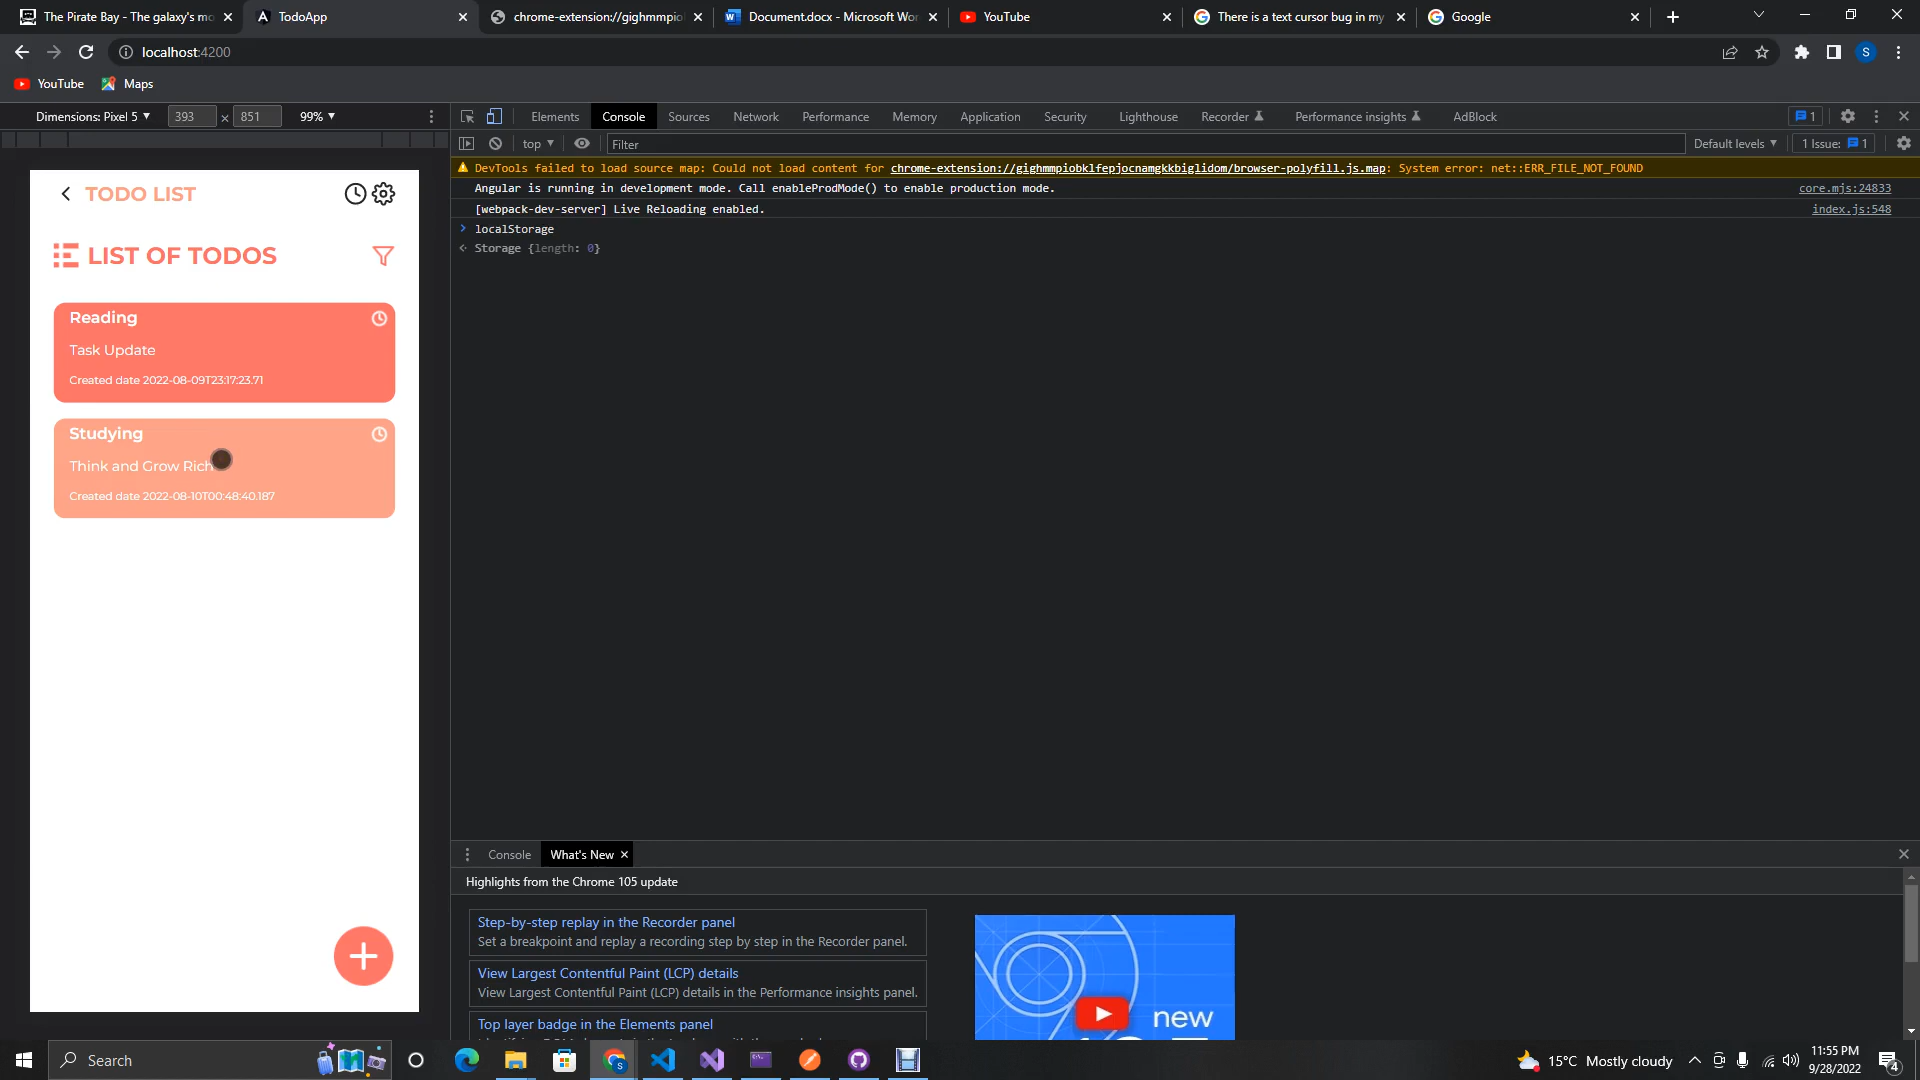 The Pirate Bay - The galaxy's mo
TodoApp
chrome-extension://gighmmpiol
Document.docx - Microsoft Wor
YouTube
There is a text cursor bug in my
Google
localhost:4200
S
YouTube
Maps
Dimensions: Pixel 5
393
x
851
99%
Elements
Console
Sources
Network
Performance
Memory
Application
Security
Lighthouse
Recorder
Performance insights
AdBlock
1
top
Filter
Default levels
1 Issue:
1
TODO LIST
LIST OF TODOS
Reading
Task Update
Created date 2022-08-09T23:17:23.71
Studying
Think and Grow Rich
Created date 2022-08-10T00:48:40.187
DevTools failed to load source map: Could not load content for chrome-extension://gighmmpiobklfepjocnamgkkbiglidom/browser-polyfill.js.map: System error: net::ERR_FILE_NOT_FOUND
Angular is running in development mode. Call enableProdMode() to enable production mode.
core.mjs:24833
[webpack-dev-server] Live Reloading enabled.
index.js:548
localStorage
Storage {length: 0}
Console
What's New
Highlights from the Chrome 105 update
Step-by-step replay in the Recorder panel
Set a breakpoint and replay a recording step by step in the Recorder panel.
View Largest Contentful Paint (LCP) details
View Largest Contentful Paint (LCP) details in the Performance insights panel.
Top layer badge in the Elements panel
new
Search
15°C Mostly cloudy
11:55 PM
9/28/2022
4